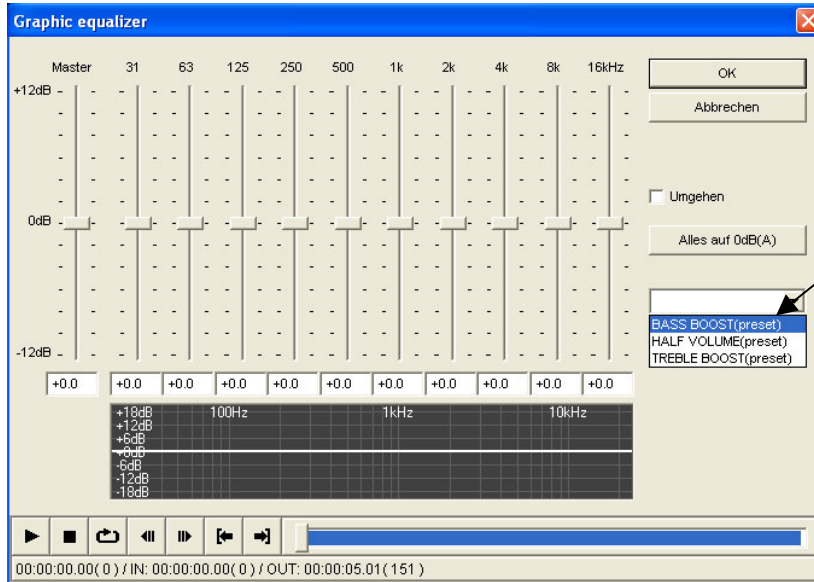 Graphic equalizer
Master 31 63 125 250 500 1k 2k 4k 8k 16kHz
+12dB
0dB
-12dB
+0.0 +0.0 +0.0 +0.0 +0.0 +0.0 +0.0 +0.0 +0.0 +0.0 +0.0
+18dB 100Hz 1kHz 10kHz
+12dB
+6dB
+0dB
-6dB
-12dB
-18dB
OK
Abbrechen
Umgehen
Alles auf 0dB(A)
BASS BOOST(preset)
HALF VOLUME(preset)
TREBLE BOOST(preset)
00:00:00.00( 0 ) / IN: 00:00:00.00( 0 ) / OUT: 00:00:05.01( 151 )